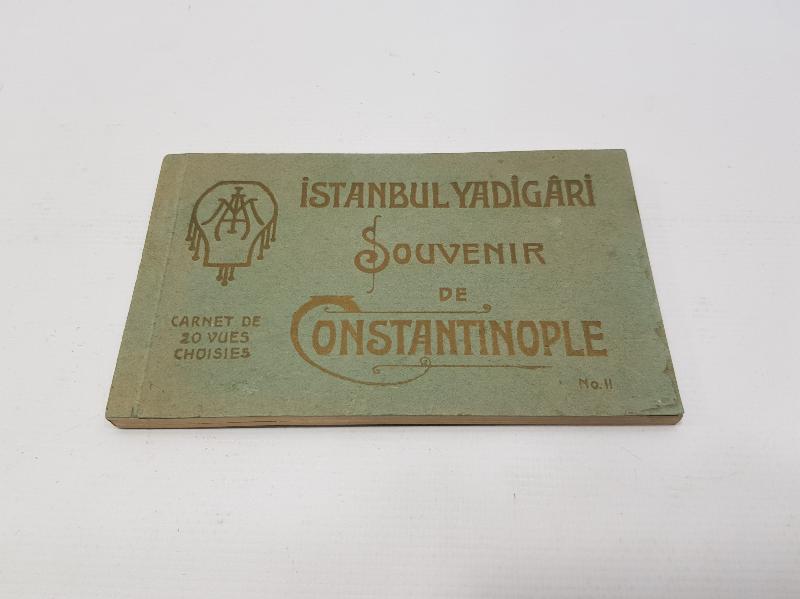 İSTANBUL YADİGÂRİ
SOUVENIR
DE
CONSTANTINOPLE
CARNET DE
20 VUES
CHOISIES
No. 11